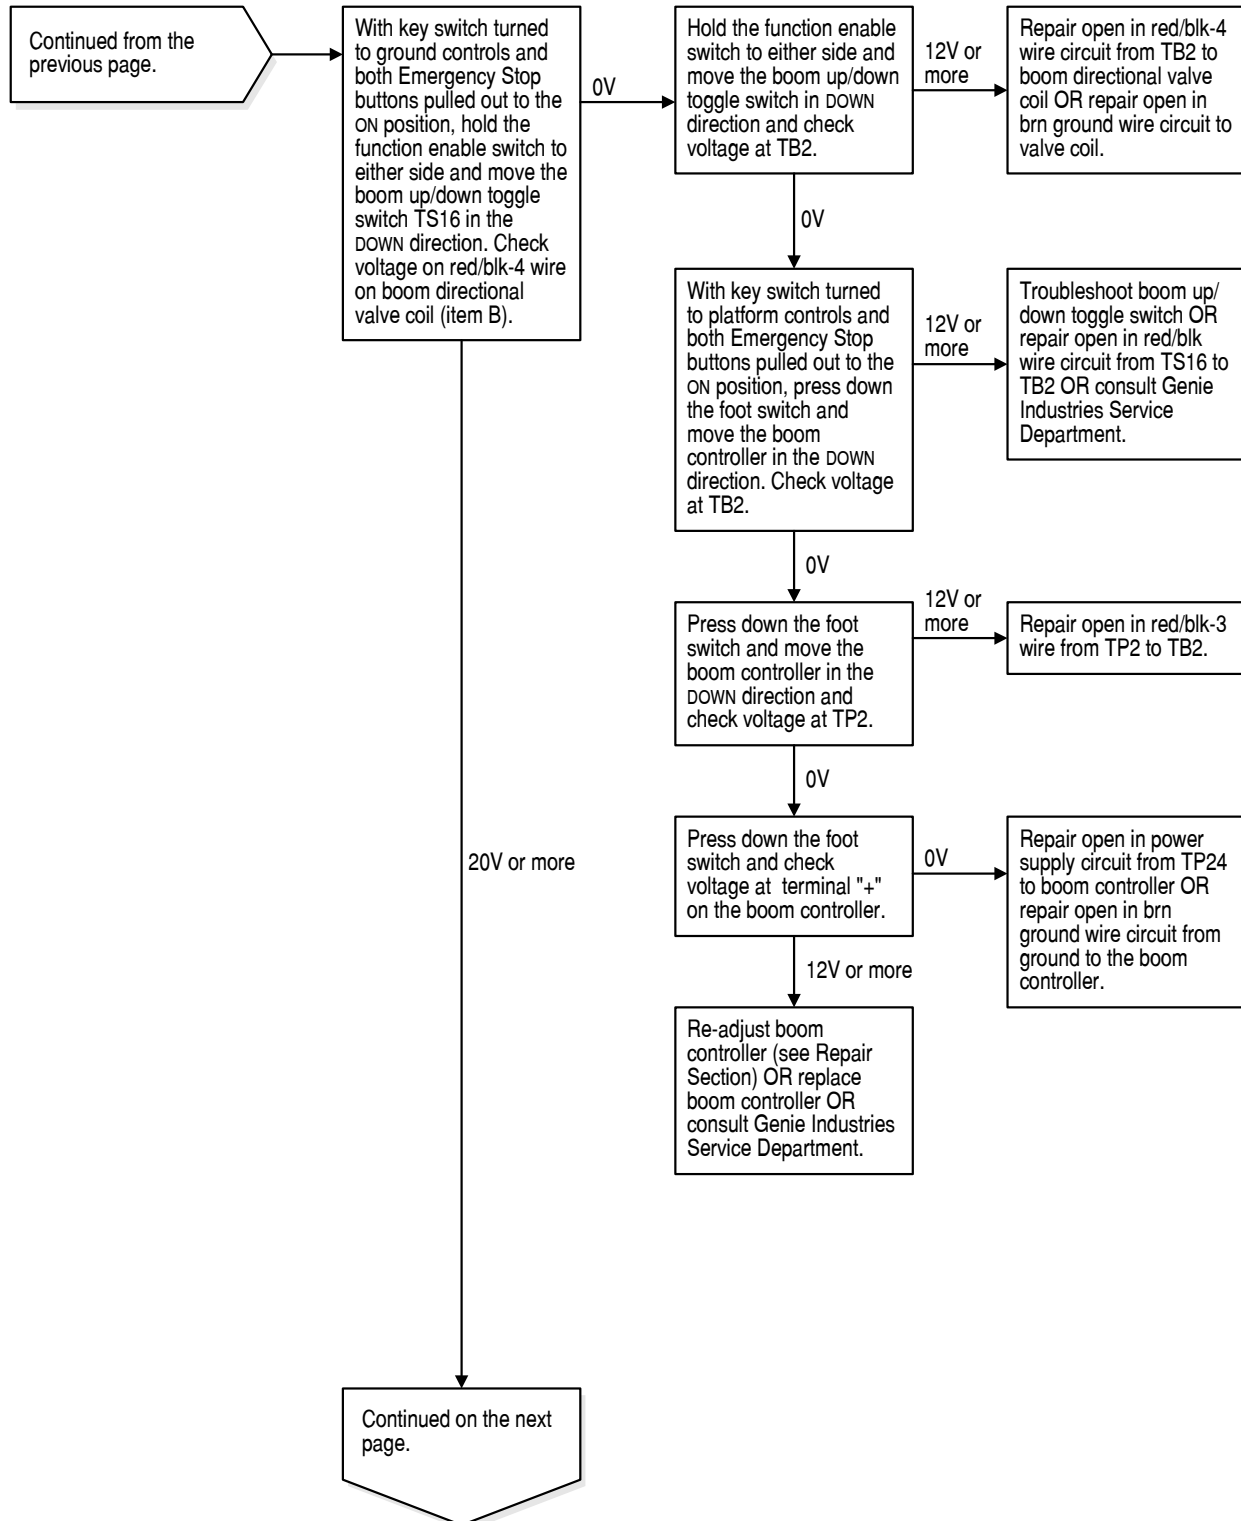 Continued from the
previous page.
With key switch turned
to ground controls and
both Emergency Stop
buttons pulled out to the
ON position, hold the
function enable switch to
either side and move the
boom up/down toggle
switch TS16 in the
DOWN direction. Check
voltage on red/blk-4 wire
on boom directional
valve coil (item B).
0V
Hold the function enable
switch to either side and
move the boom up/down
toggle switch in DOWN
direction and check
voltage at TB2.
12V or
more
Repair open in red/blk-4
wire circuit from TB2 to
boom directional valve
coil OR repair open in
brn ground wire circuit to
valve coil.
0V
With key switch turned
to platform controls and
both Emergency Stop
buttons pulled out to the
ON position, press down
the foot switch and
move the boom
controller in the DOWN
direction. Check voltage
at TB2.
12V or
more
Troubleshoot boom up/
down toggle switch OR
repair open in red/blk
wire circuit from TS16 to
TB2 OR consult Genie
Industries Service
Department.
0V
Press down the foot
switch and move the
boom controller in the
DOWN direction and
check voltage at TP2.
12V or
more
Repair open in red/blk-3
wire from TP2 to TB2.
0V
Press down the foot
switch and check
voltage at terminal "+"
on the boom controller.
0V
Repair open in power
supply circuit from TP24
to boom controller OR
repair open in brn
ground wire circuit from
ground to the boom
controller.
12V or more
Re-adjust boom
controller (see Repair
Section) OR replace
boom controller OR
consult Genie Industries
Service Department.
20V or more
Continued on the next
page.